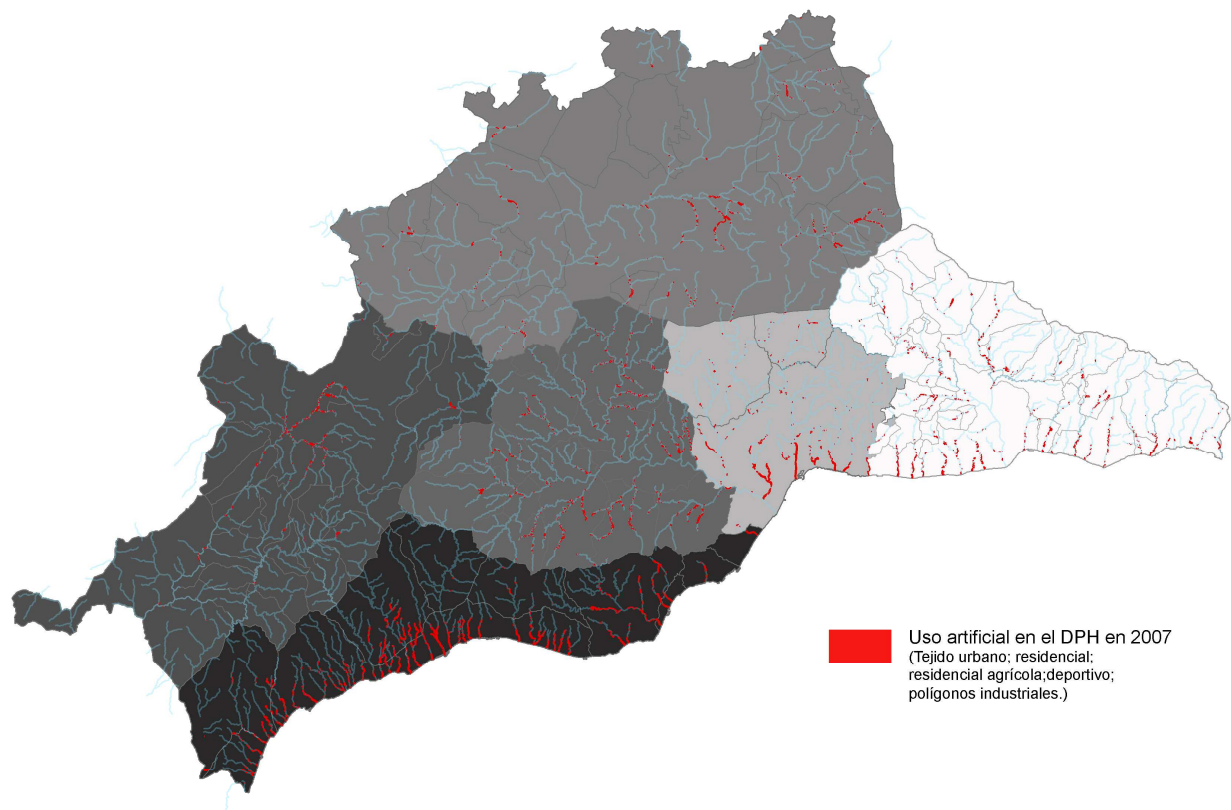 Uso artificial en el DPH en 2007
(Tejido urbano; residencial;
residencial agrícola;deportivo;
polígonos industriales.)